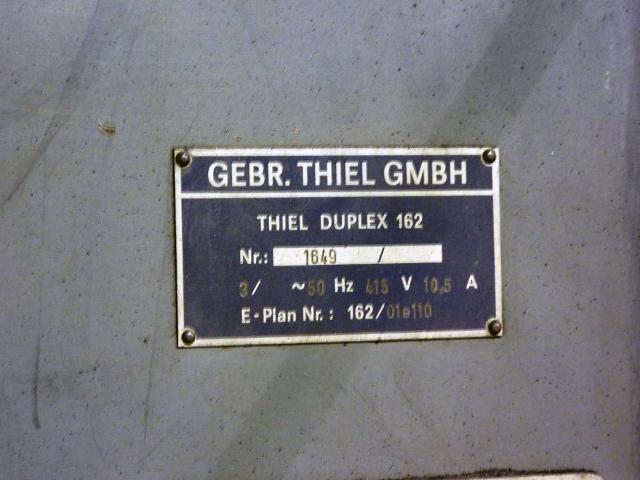 GEBR. THIEL GMBH
THIEL DUPLEX 162
Nr.: 1649 /
3/ ~50 Hz 415 V 10,5 A
E-Plan Nr.: 162/01e110